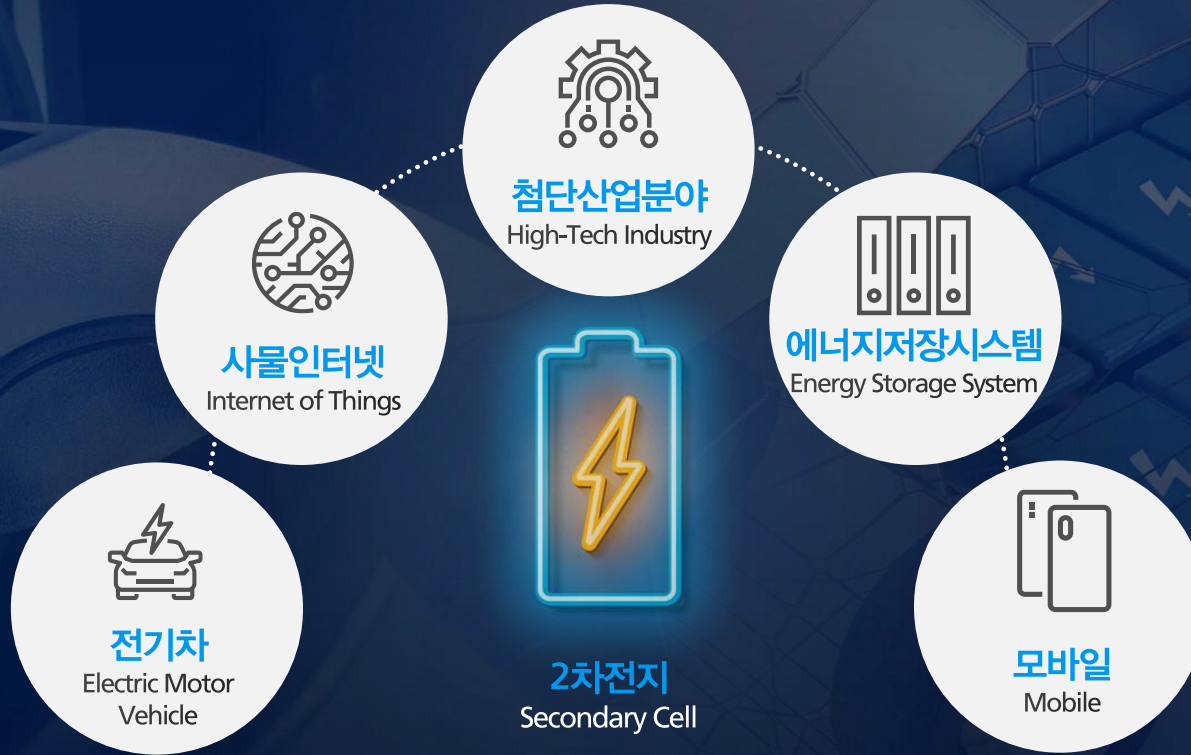 첨단산업분야
High-Tech Industry
사물인터넷
Internet of Things
에너지저장시스템
Energy Storage System
전기차
Electric Motor
Vehicle
2차전지
Secondary Cell
모바일
Mobile